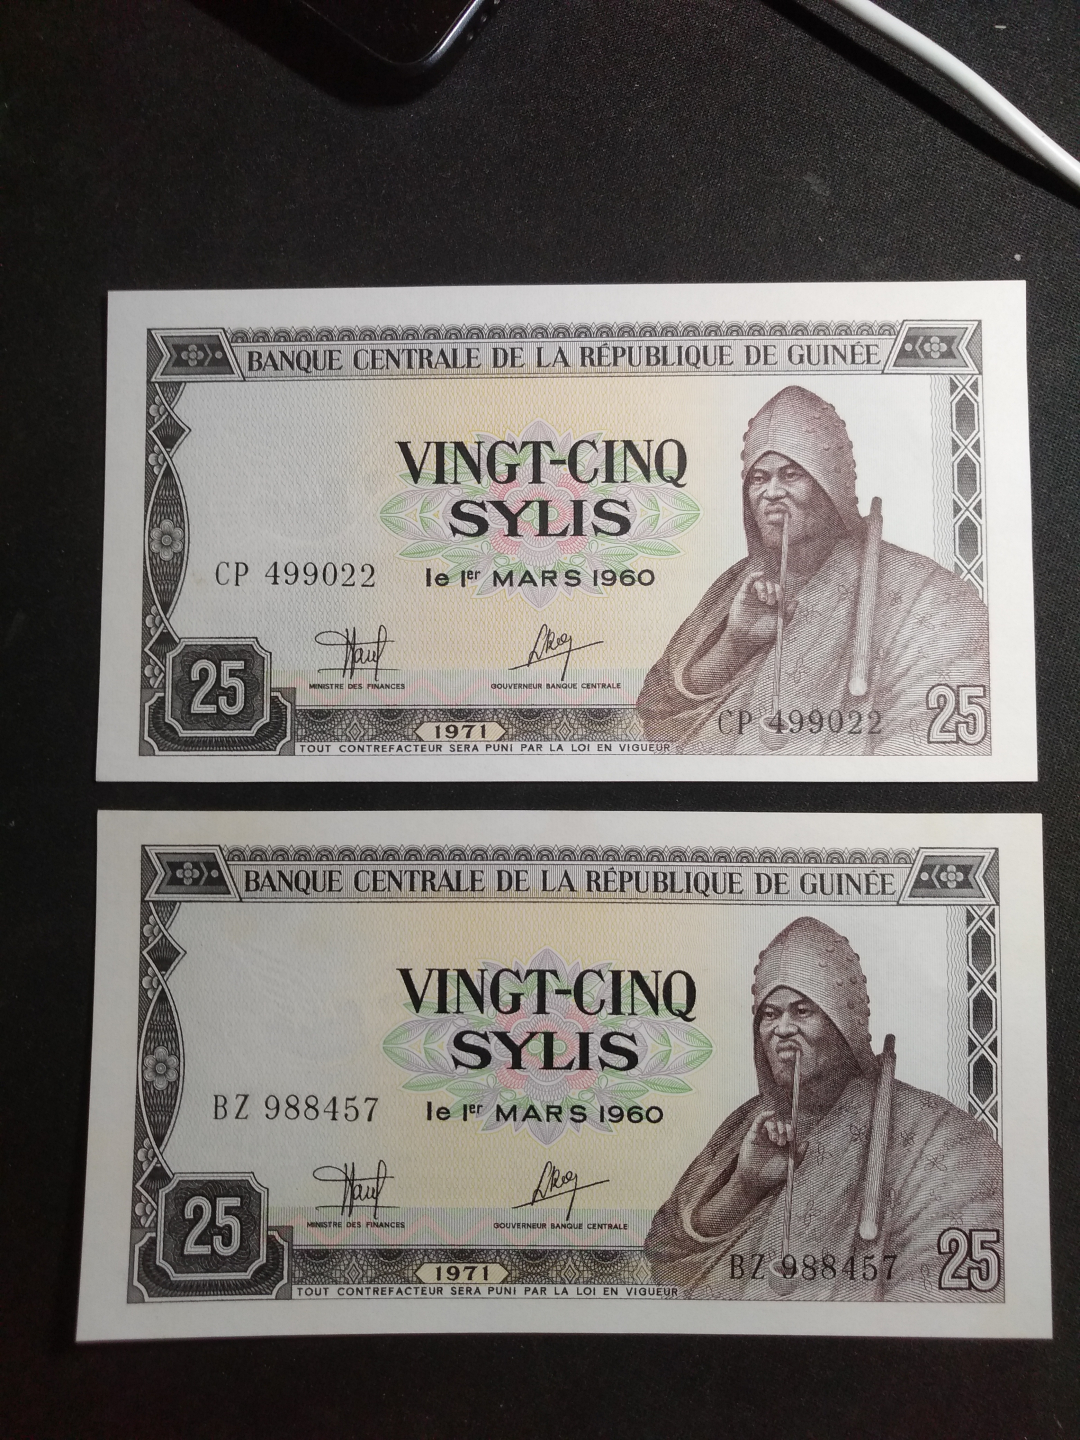 BANQUE CENTRALE DE LA RÉPUBLIQUE DE GUINÉE
VINGT-CINQ
SYLIS
CP 499022
le 1er MARS 1960
MINISTRE DES FINANCES
GOUVERNEUR BANQUE CENTRALE
25
CP 499022
25
1971
TOUT CONTREFACTEUR SERA PUNI PAR LA LOI EN VIGUEUR
BANQUE CENTRALE DE LA RÉPUBLIQUE DE GUINÉE
VINGT-CINQ
SYLIS
BZ 988457
le 1er MARS 1960
MINISTRE DES FINANCES
GOUVERNEUR BANQUE CENTRALE
25
BZ 988457
25
1971
TOUT CONTREFACTEUR SERA PUNI PAR LA LOI EN VIGUEUR